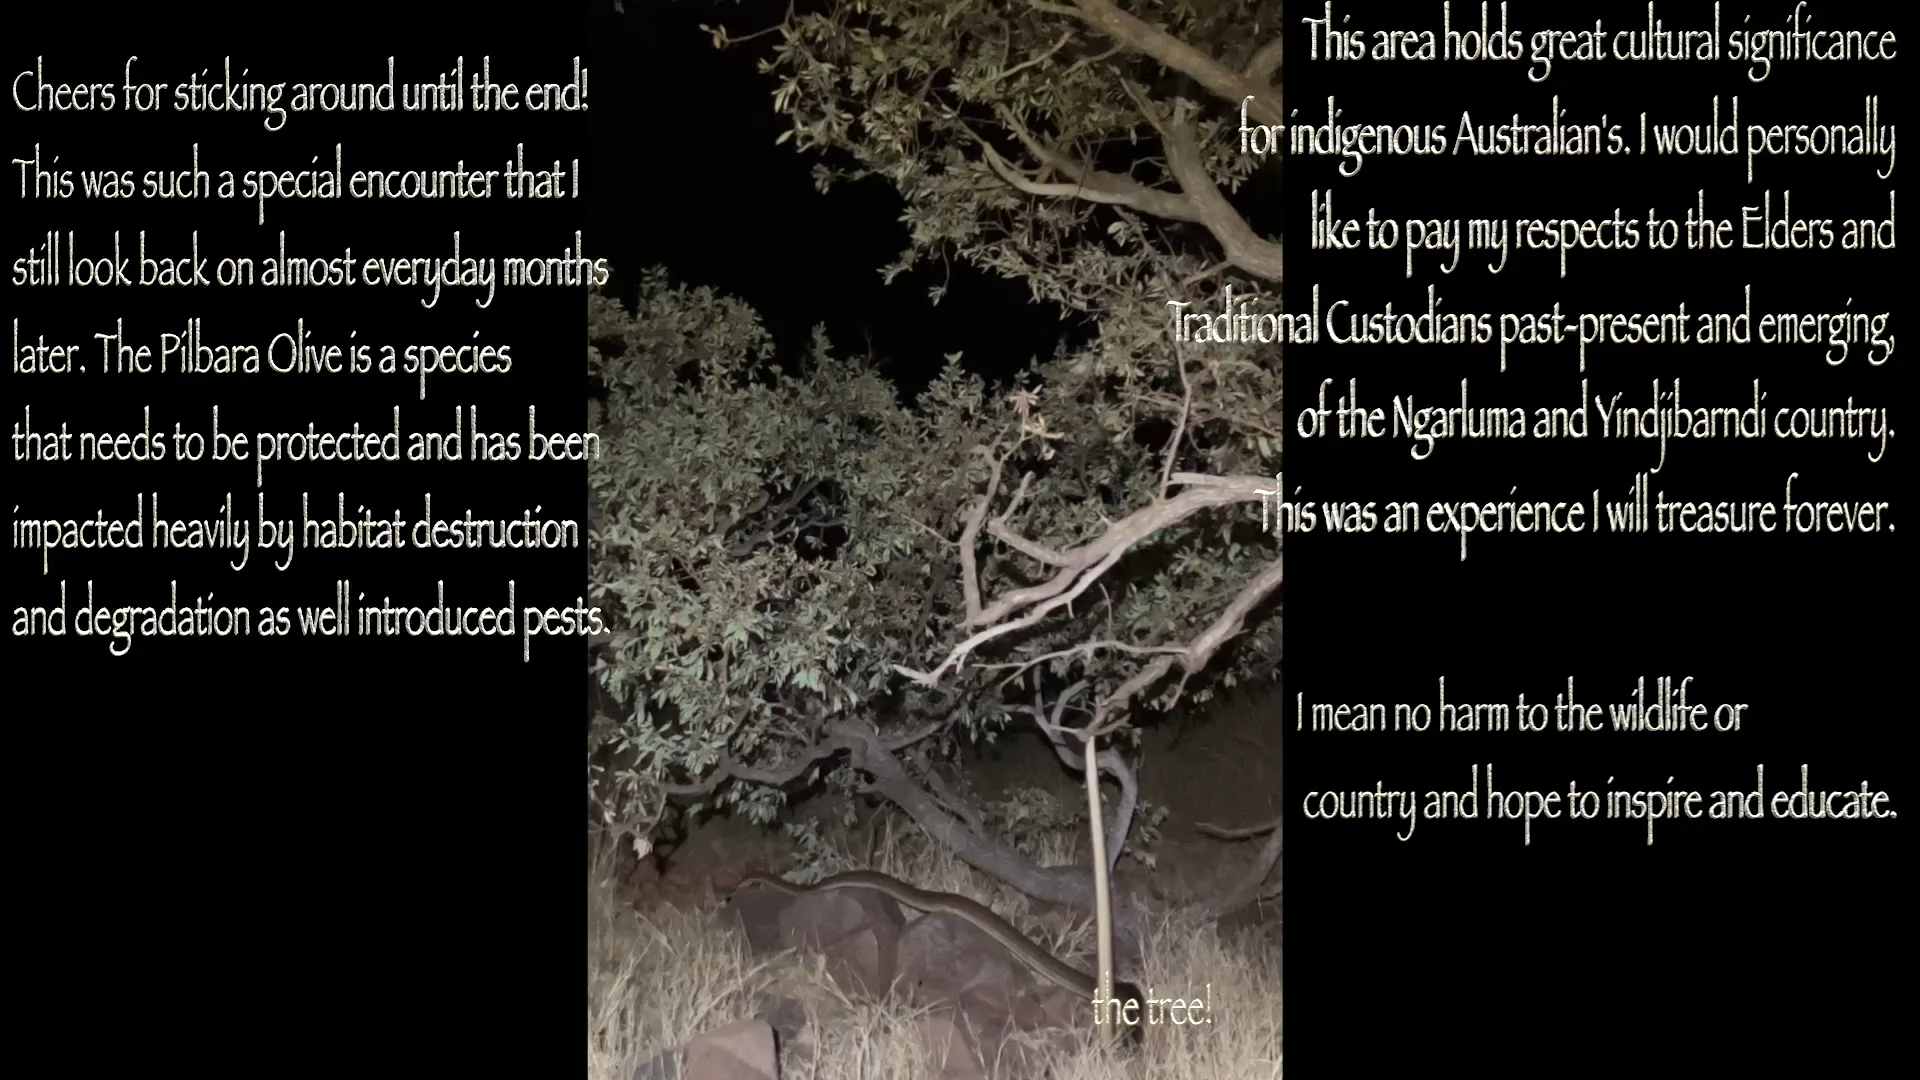 Cheers for sticking around until the end!
This was such a special encounter that I
still look back on almost everyday months
later. The Pilbara Olive is a species
that needs to be protected and has been
impacted heavily by habitat destruction
and degradation as well introduced pests.
This area holds great cultural significance
for indigenous Australian's. I would personally
like to pay my respects to the Elders and
Traditional Custodians past-present and emerging,
of the Ngarluma and Yindjibarndi country.
This was an experience I will treasure forever.
I mean no harm to the wildlife or
country and hope to inspire and educate.
the tree!